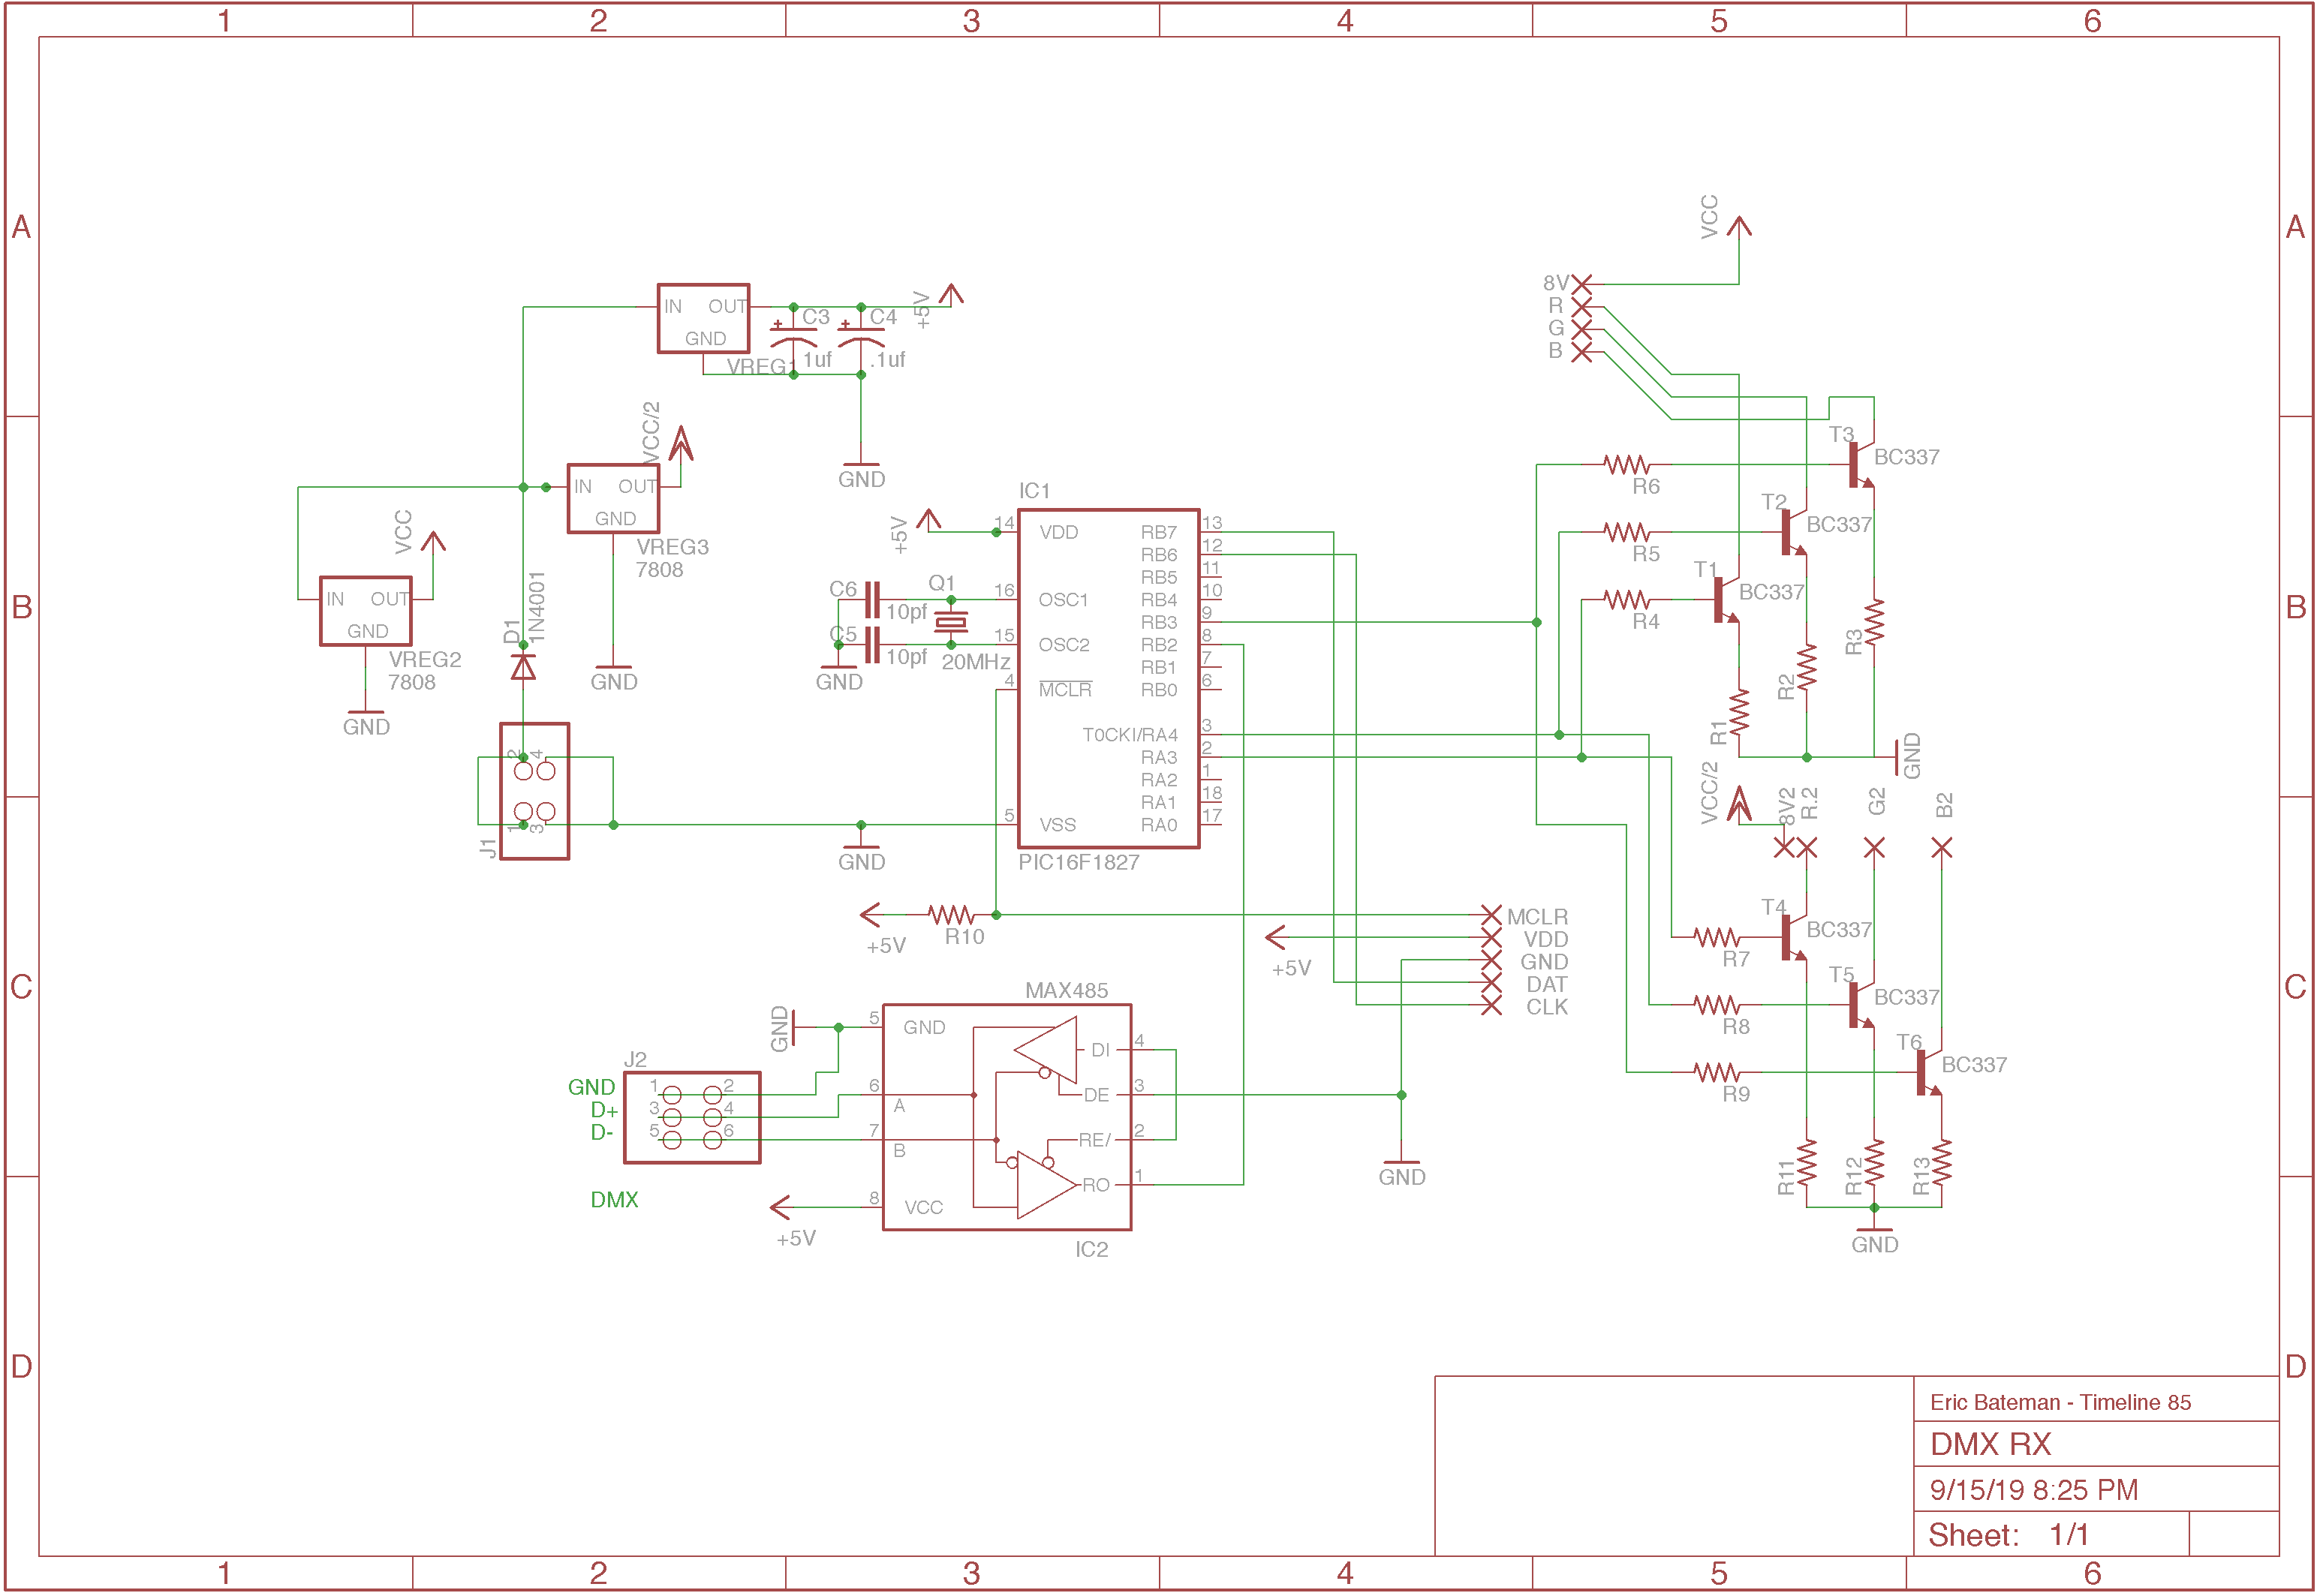 1 2 3 4 5 6
A A
VCC
8V
R
G
B
IN OUT
GND
VREG1
C3
1uf
C4
.1uf
+5V
GND
VCC/2
IN OUT
GND
VREG3
7808
GND
VCC
IN OUT
GND
VREG2
7808
GND
D1
1N4001
B B
J1
2 4
1 3
+5V
C6
10pf
C5
10pf
GND
Q1
20MHz
IC1
14 VDD
16 OSC1
15 OSC2
4 MCLR
5 VSS
RB7 13
RB6 12
RB5 11
RB4 10
RB3 9
RB2 8
RB1 7
RB0 6
T0CKI/RA4 3
RA3 2
RA2 1
RA1 18
RA0 17
PIC16F1827
GND
R6
R5
R4
T3
BC337
T2
BC337
T1
BC337
R1
R2
R3
GND
VCC/2
8V2
R.2
G2
B2
+5V
R10
+5V
MCLR
VDD
GND
DAT
CLK
C C
T4
BC337
T5
BC337
T6
BC337
R7
R8
R9
R11
R12
R13
GND
MAX485
GND
5 GND
6 A
7 B
8 VCC
DI 4
DE 3
RE/ 2
RO 1
IC2
GND
J2
GND 1 2
D+ 3 4
D- 5 6
DMX
+5V
D D
Eric Bateman - Timeline 85
DMX RX
9/15/19 8:25 PM
Sheet: 1/1
1 2 3 4 5 6